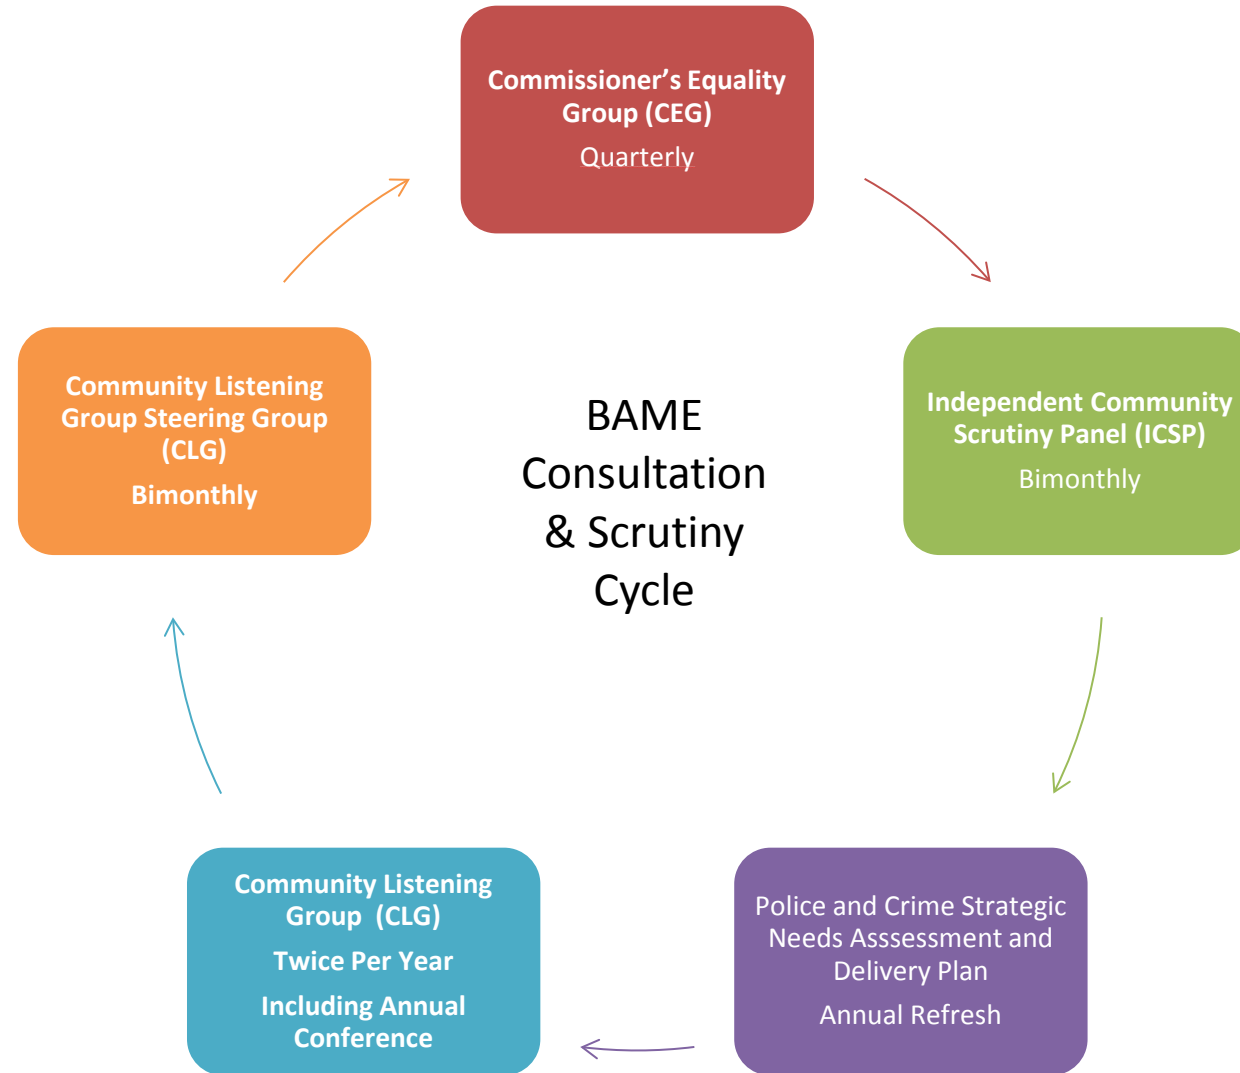 Commissioner's Equality
Group (CEG)
Quarterly
Independent Community
Scrutiny Panel (ICSP)
Bimonthly
Police and Crime Strategic
Needs Asssessment and
Delivery Plan
Annual Refresh
Community Listening
Group (CLG)
Twice Per Year
Including Annual
Conference
Community Listening
Group Steering Group
(CLG)
Bimonthly
BAME
Consultation
& Scrutiny
Cycle